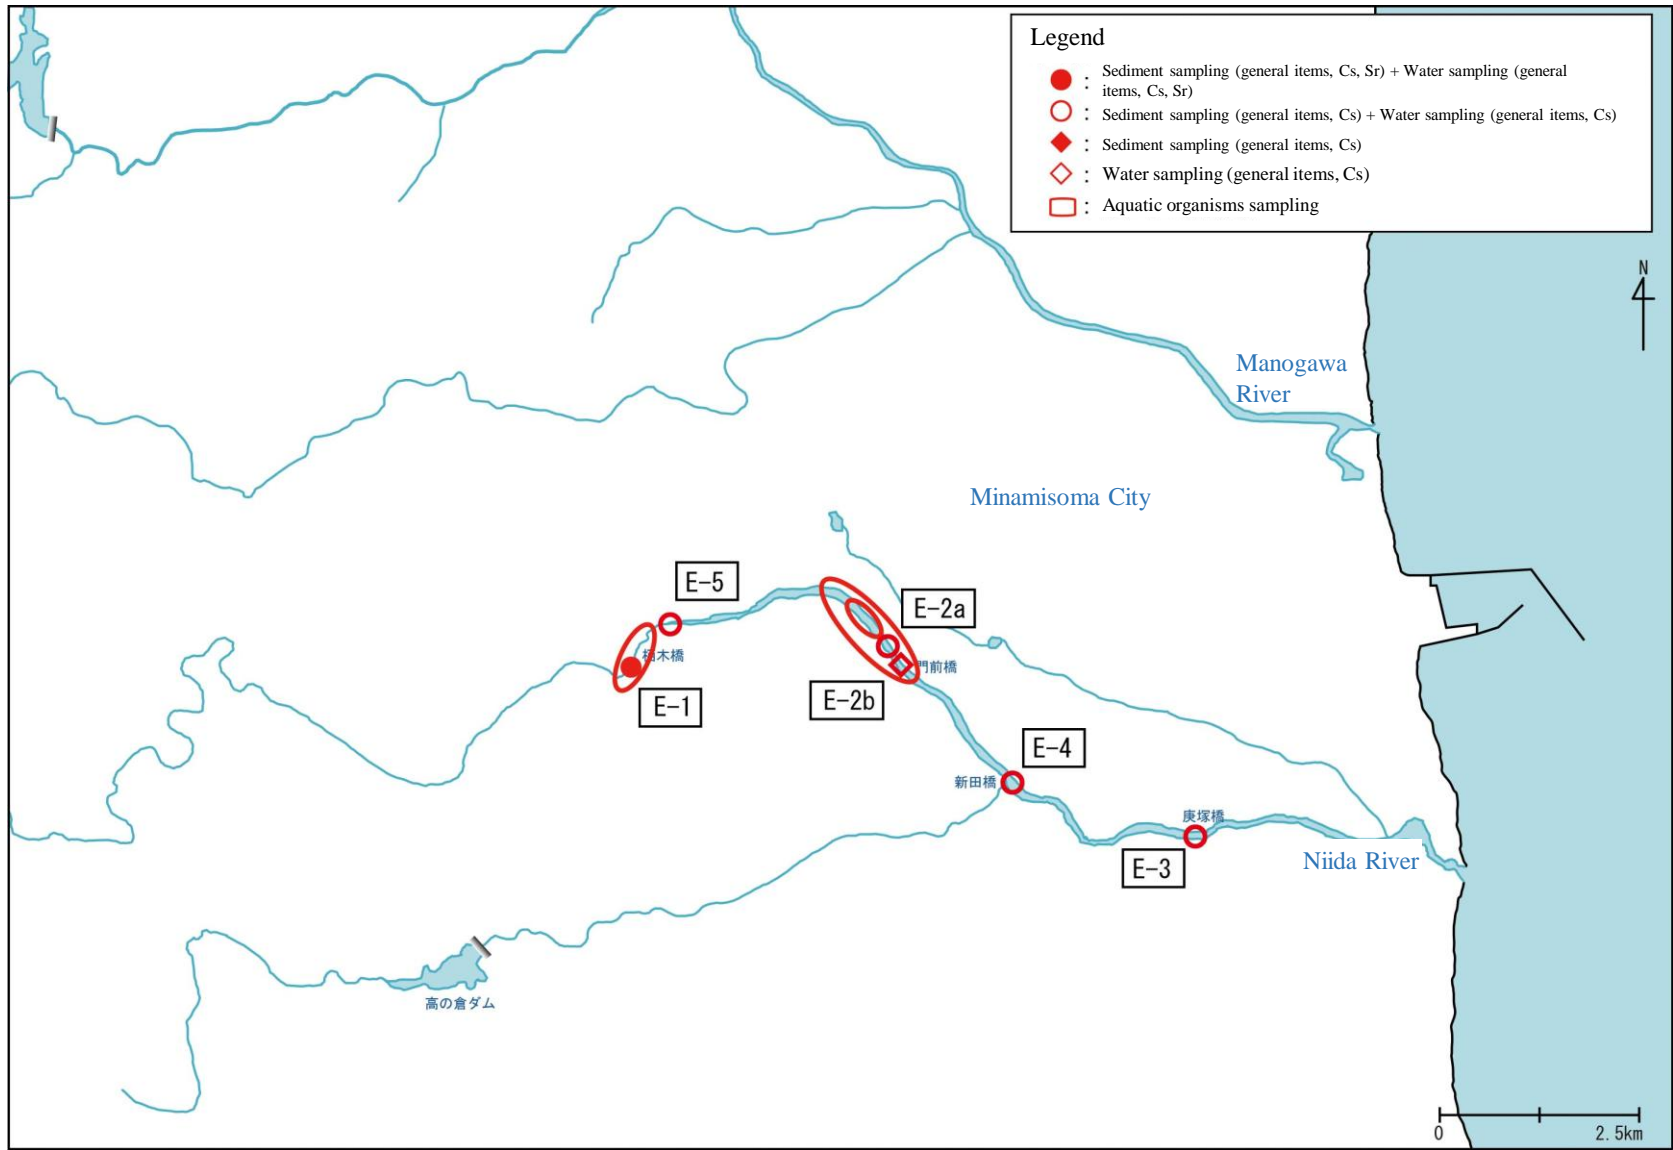 Legend
: Sediment sampling (general items, Cs, Sr) + Water sampling (general
items, Cs, Sr)
: Sediment sampling (general items, Cs) + Water sampling (general items, Cs)
: Sediment sampling (general items, Cs)
: Water sampling (general items, Cs)
: Aquatic organisms sampling
N
Manogawa
River
Minamisoma City
E-5
E-2a
木橋
門前橋
E-1
E-2b
E-4
新田橋
庚塚橋
E-3
Niida River
高の倉ダム
0
2.5km